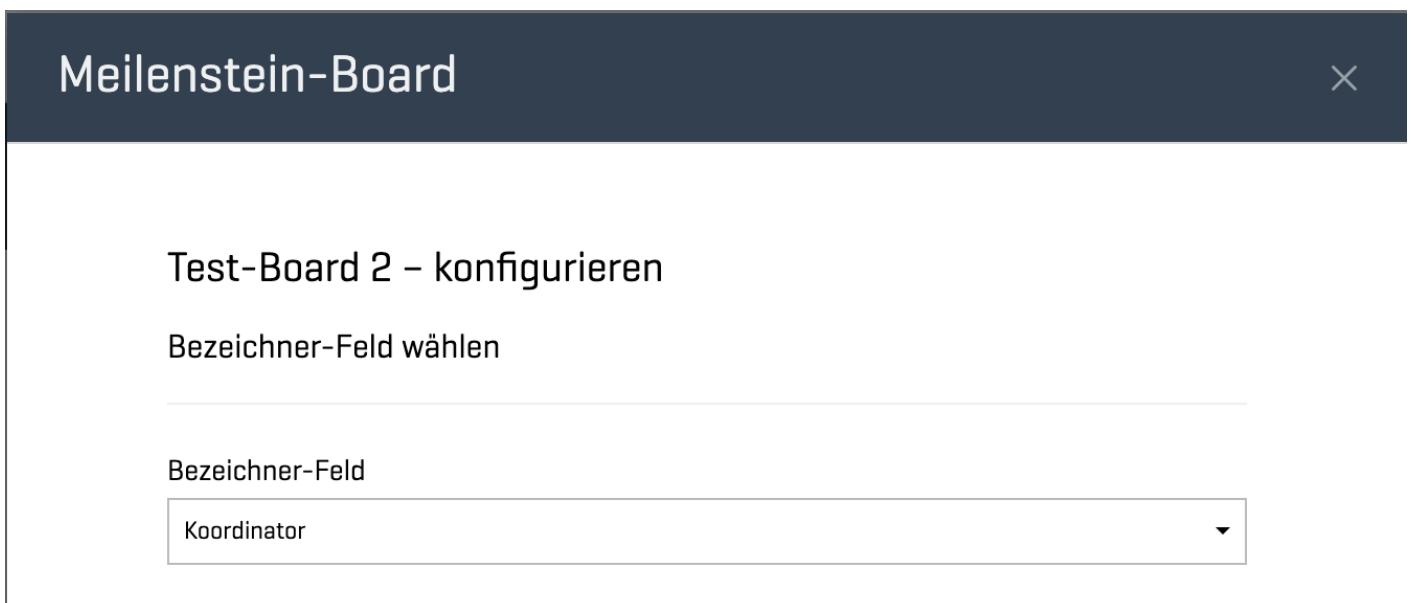 Meilenstein-Board
Test-Board 2 – konfigurieren
Bezeichner-Feld wählen
Bezeichner-Feld
Koordinator